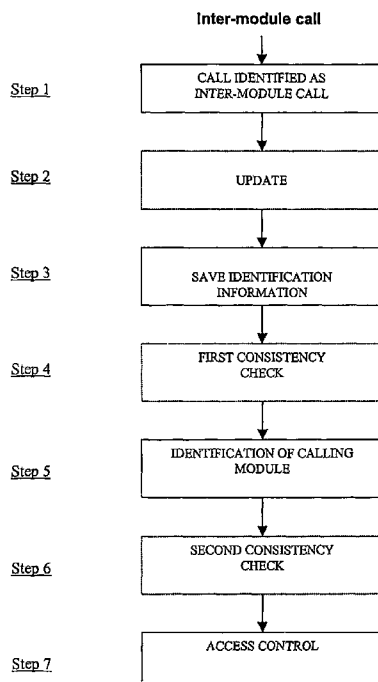 Inter-module call
Step 1
CALL IDENTIFIED AS
INTER-MODULE CALL
Step 2
UPDATE
Step 3
SAVE IDENTIFICATION
INFORMATION
Step 4
FIRST CONSISTENCY
CHECK
Step 5
IDENTIFICATION OF CALLING
MODULE
Step 6
SECOND CONSISTENCY
CHECK
Step 7
ACCESS CONTROL